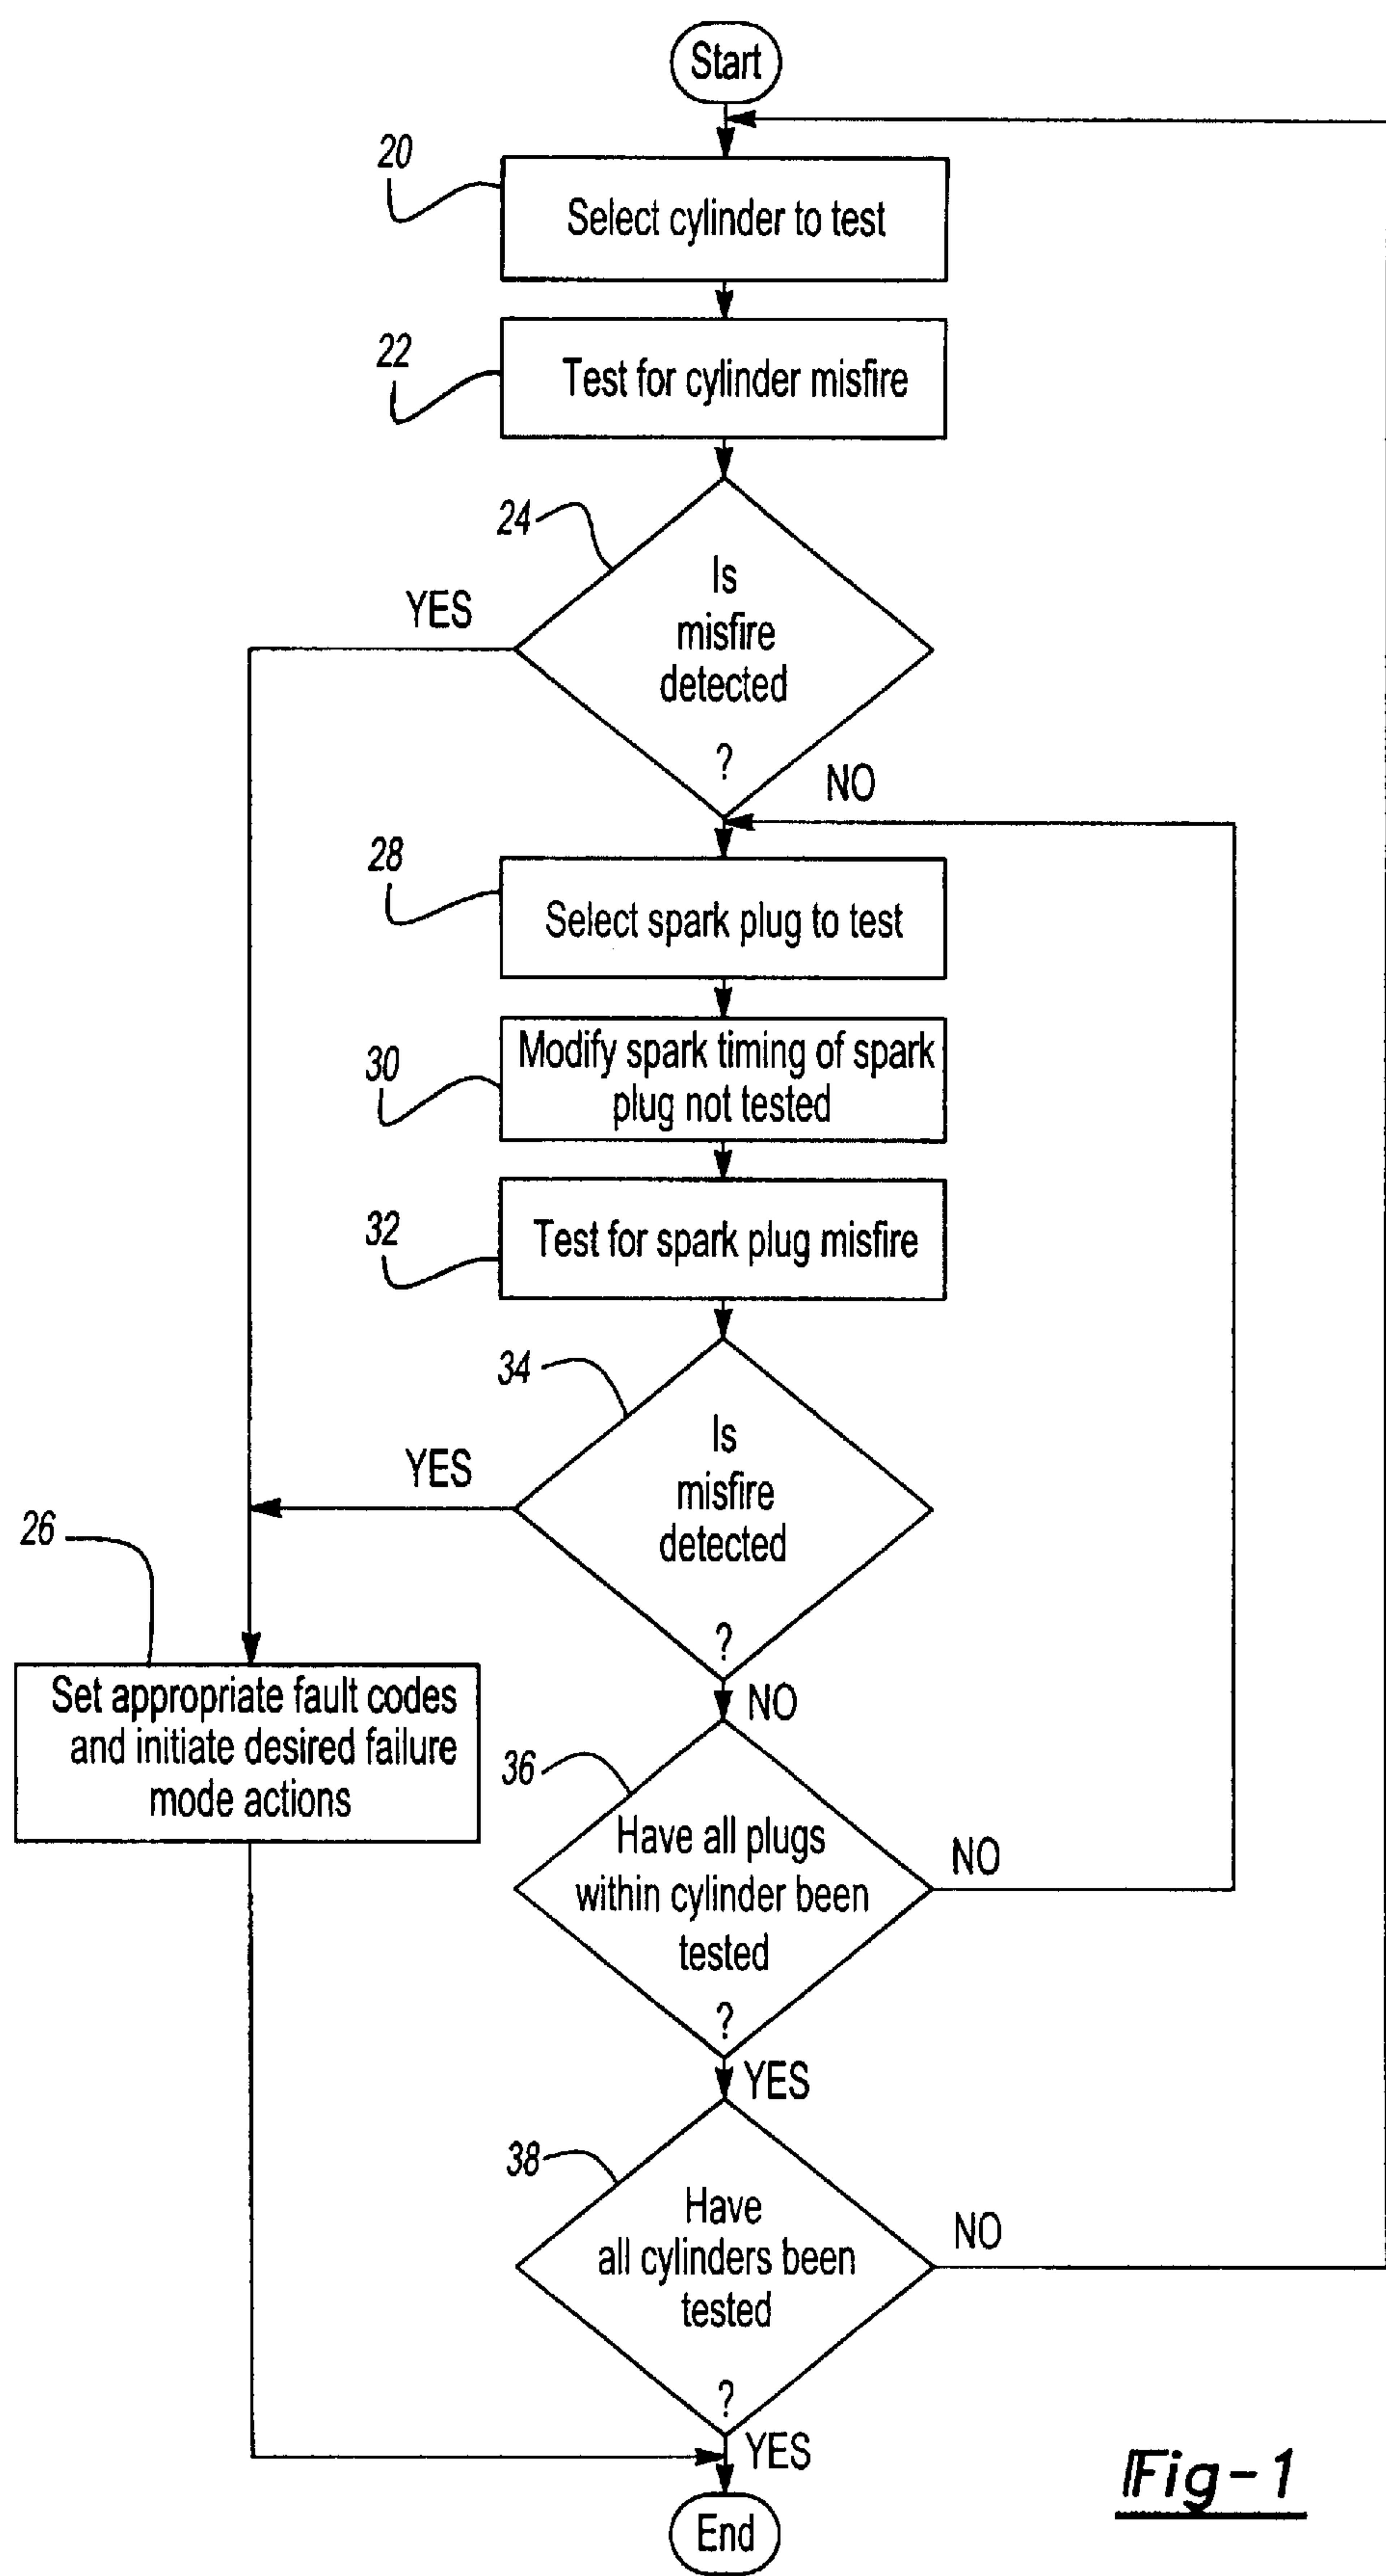 Start
20
Select cylinder to test
22
Test for cylinder misfire
24
Is
misfire
detected
?
YES
NO
28
Select spark plug to test
30
Modify spark timing of spark
plug not tested
32
Test for spark plug misfire
34
Is
misfire
detected
?
YES
NO
26
Set appropriate fault codes
and initiate desired failure
mode actions
36
Have all plugs
within cylinder been
tested
?
NO
YES
38
Have
all cylinders been
tested
?
NO
YES
End
Fig-1